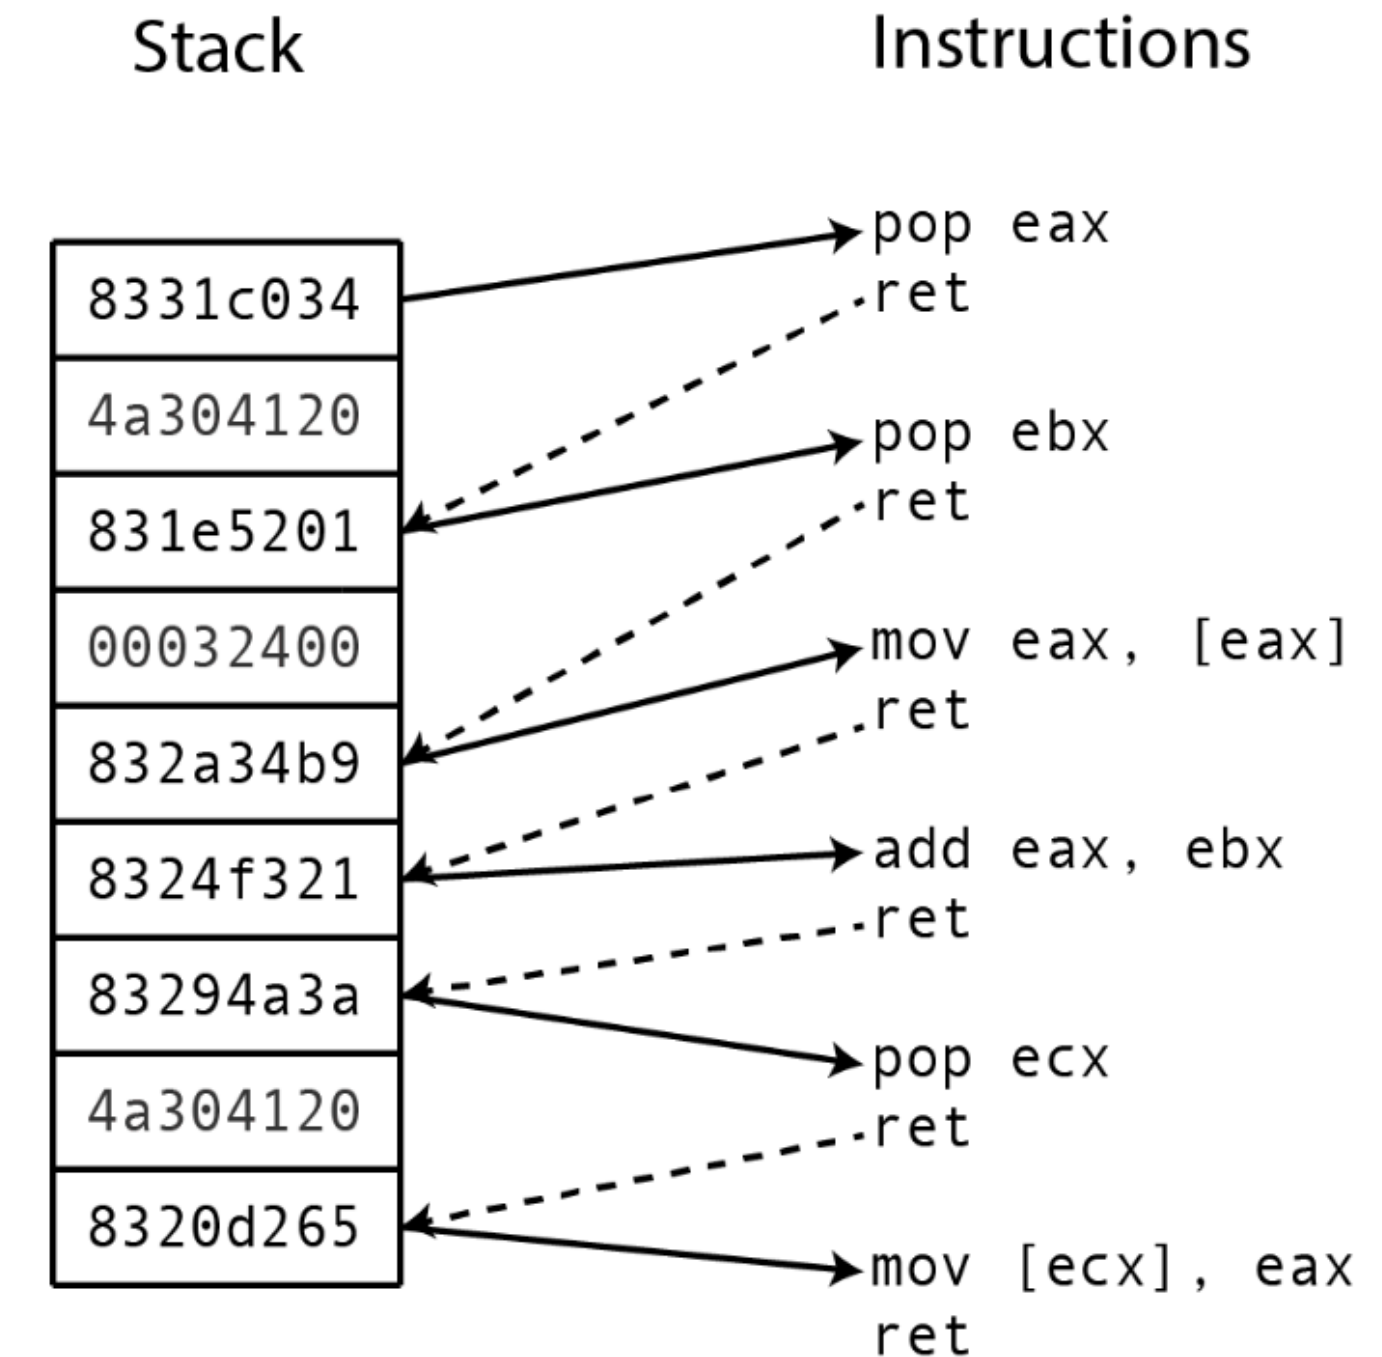 Stack
Instructions
8331c034
4a304120
831e5201
00032400
832a34b9
8324f321
83294a3a
4a304120
8320d265
pop eax
ret
pop ebx
ret
mov eax, [eax]
ret
add eax, ebx
ret
pop ecx
ret
mov [ecx], eax
ret